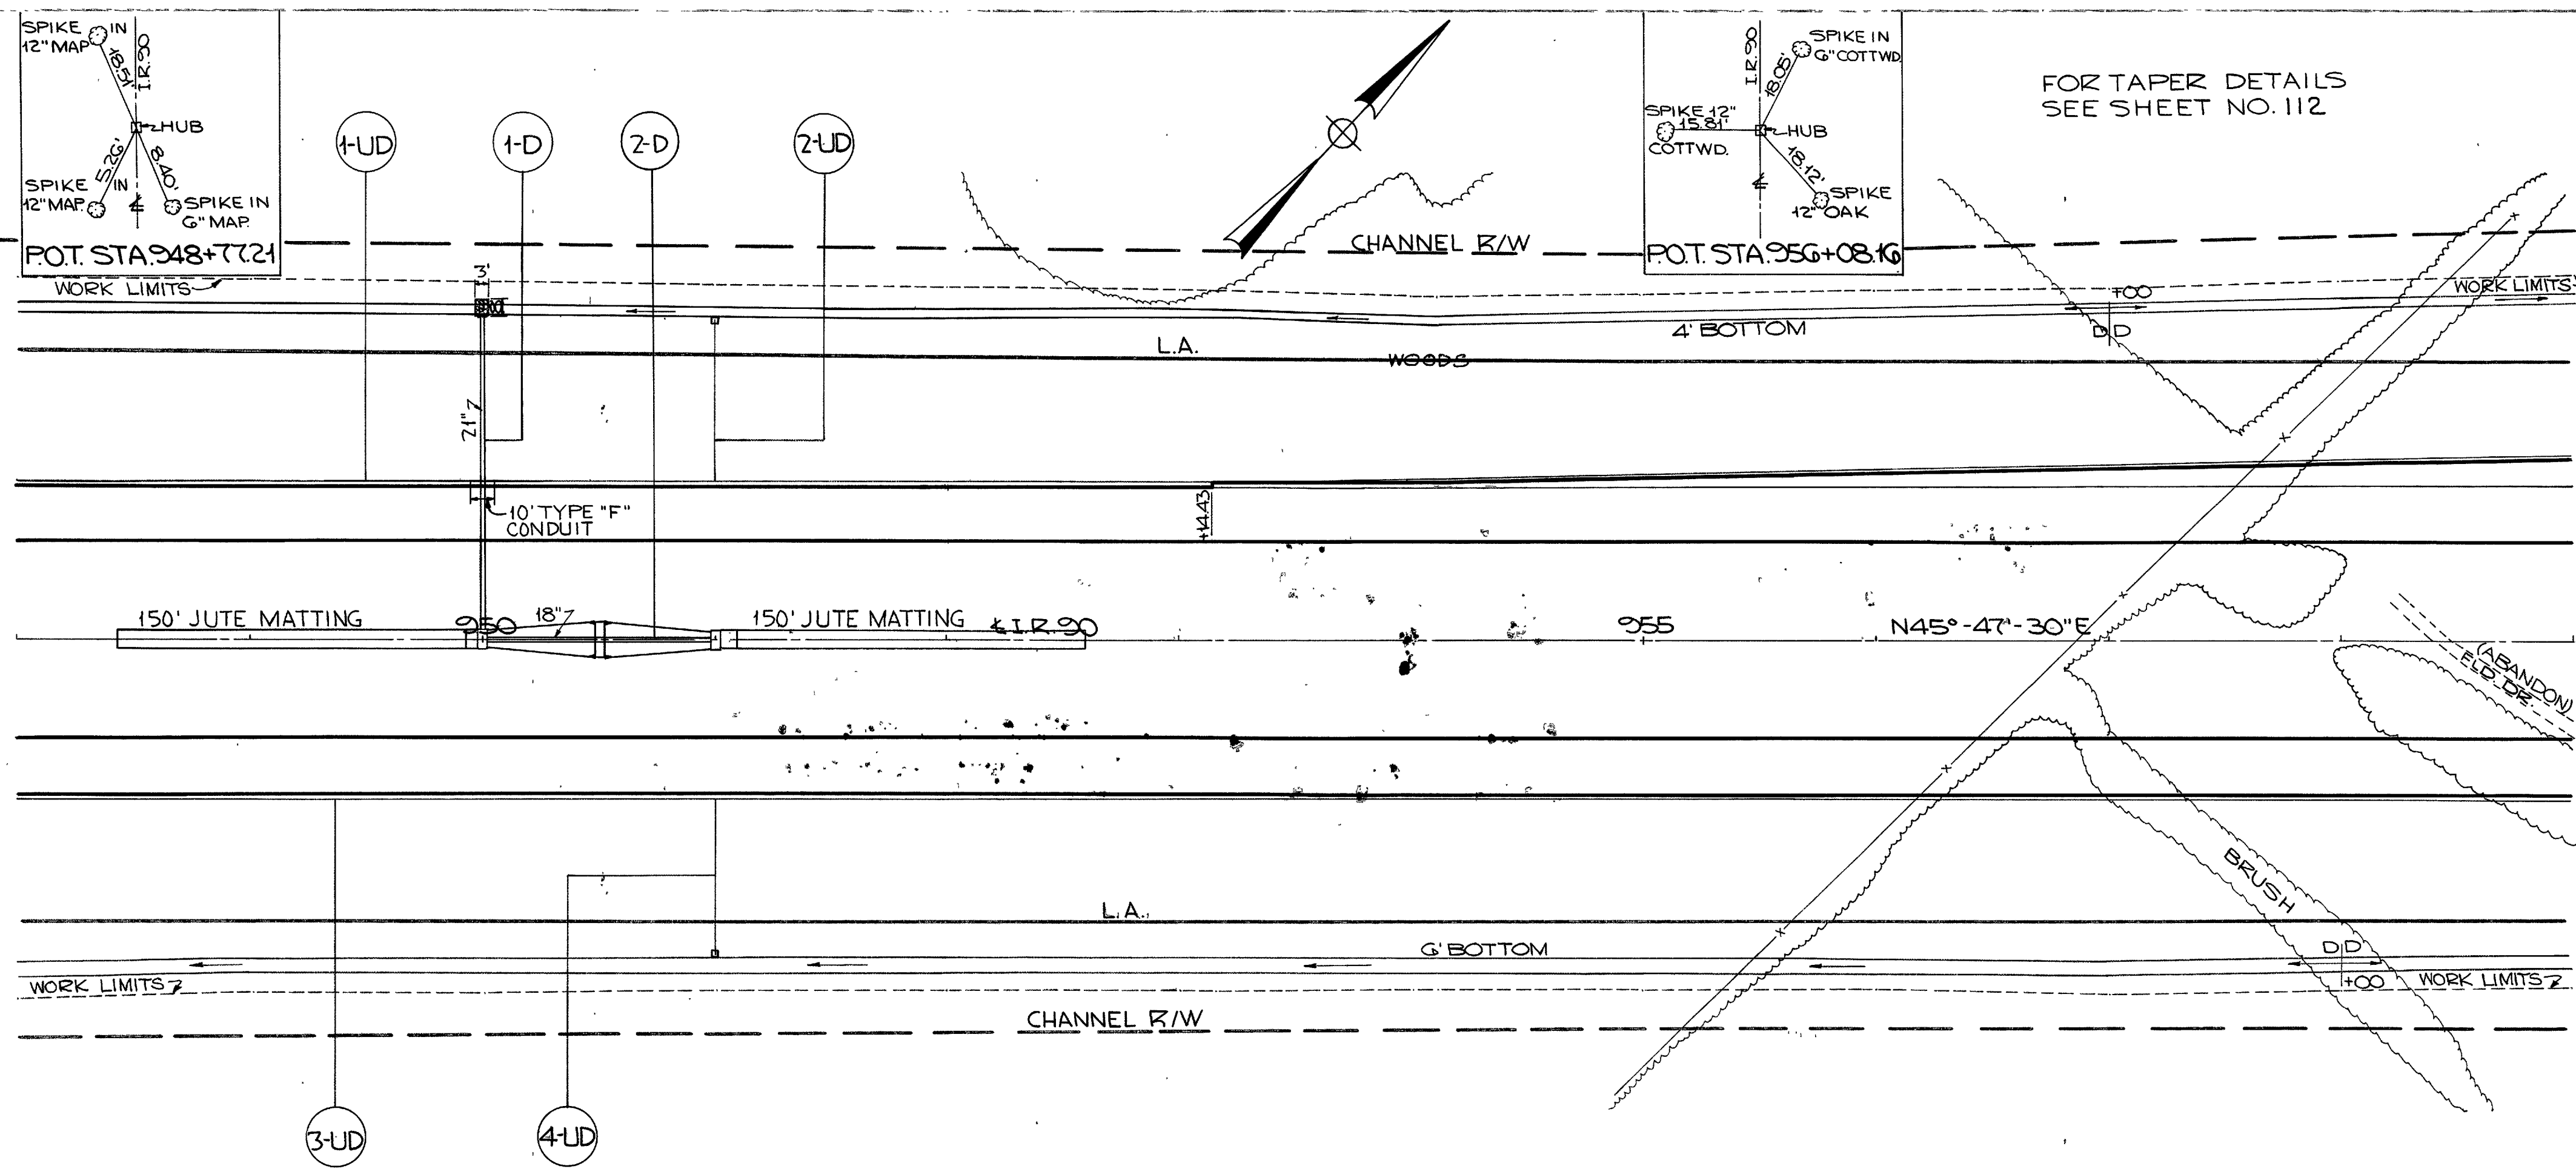 SPIKE IN
12" MAP
18.51'
I.R.90
HUB
5.26'
8.40'
SPIKE IN
12" MAP.
SPIKE IN
6" MAP.
P.O.T. STA. 948+77.21
1-UD
1-D
2-D
2-UD
I.R.90
SPIKE IN
6" COTTWD.
18.05'
SPIKE 12"
15.81'
COTTWD.
HUB
18.12'
SPIKE
12" OAK
P.O.T. STA. 956+08.16
FOR TAPER DETAILS
SEE SHEET NO. 112
CHANNEL R/W
WORK LIMITS
3'
+00
WORK LIMITS
4' BOTTOM
D D
L.A.
WOODS
21"
10' TYPE "F"
CONDUIT
+14.43
150' JUTE MATTING
950
18"
150' JUTE MATTING
℄ I.R. 90
955
N45°-47'-30"E
(ABANDON)
FLD. DR.
BRUSH
L.A.
6' BOTTOM
D D
+00
WORK LIMITS
WORK LIMITS
CHANNEL R/W
3-UD
4-UD